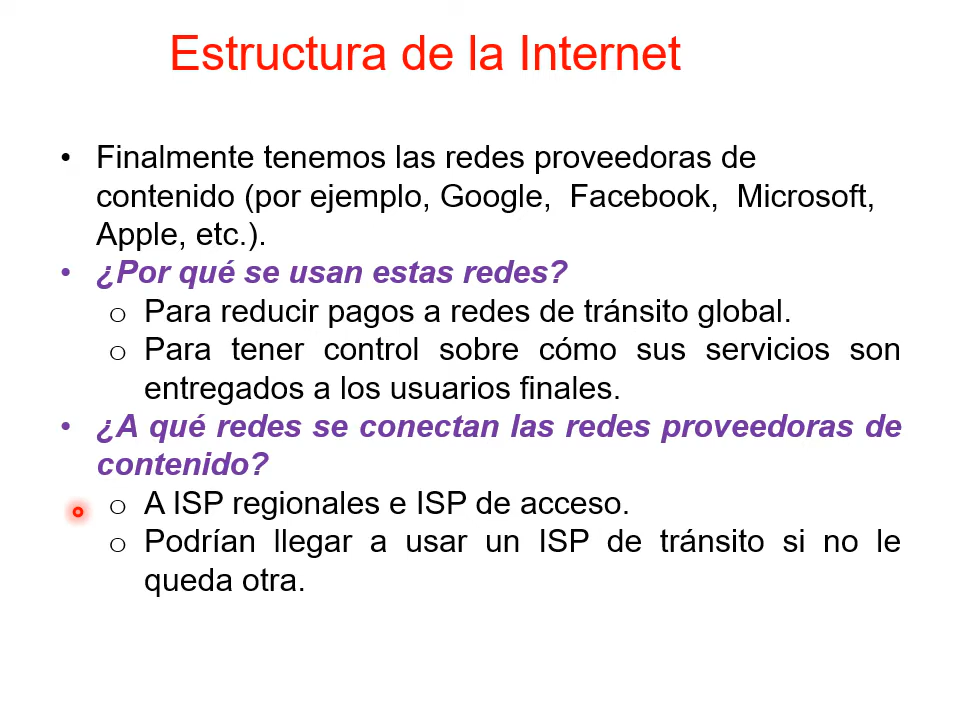 Estructura de la Internet
• Finalmente tenemos las redes proveedoras de
contenido (por ejemplo, Google, Facebook, Microsoft,
Apple, etc.).
• ¿Por qué se usan estas redes?
o Para reducir pagos a redes de tránsito global.
o Para tener control sobre cómo sus servicios son
entregados a los usuarios finales.
• ¿A qué redes se conectan las redes proveedoras de
contenido?
o A ISP regionales e ISP de acceso.
o Podrían llegar a usar un ISP de tránsito si no le
queda otra.